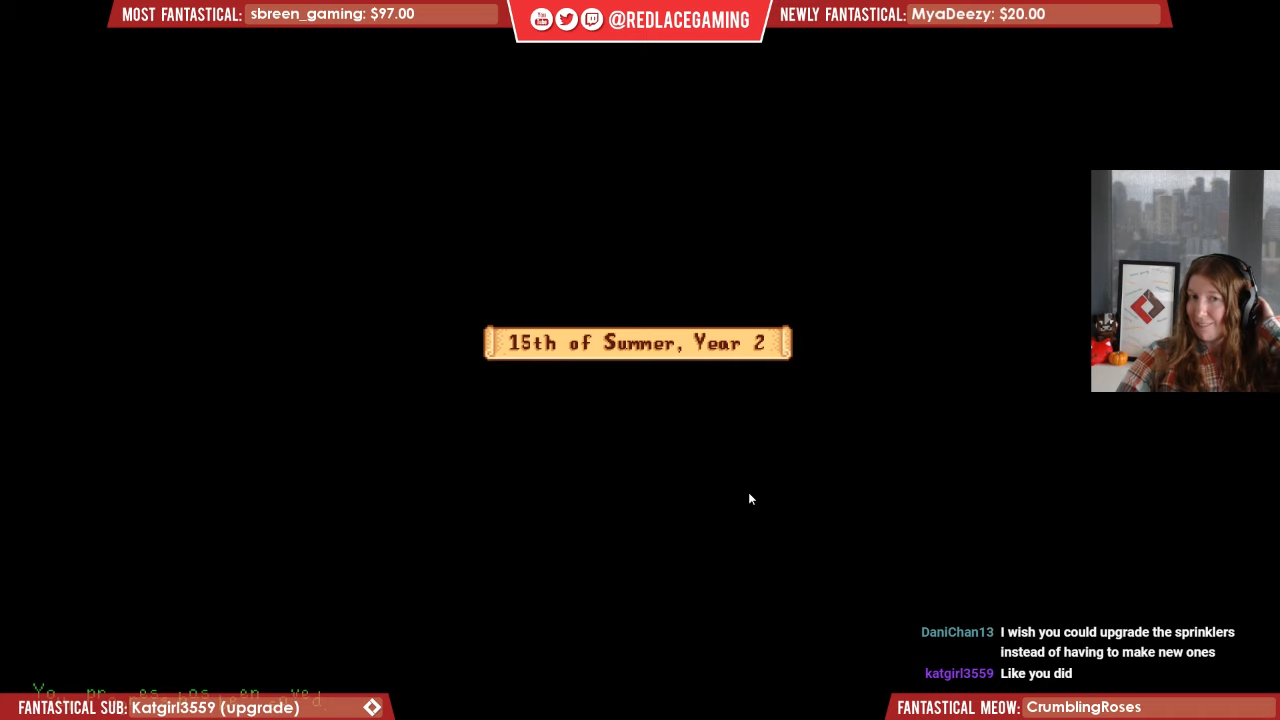 MOST FANTASTICAL: sbreen_gaming: $97.00
@REDLACEGAMING
NEWLY FANTASTICAL: MyaDeezy: $20.00
15th of Summer, Year 2
DaniChan13 I wish you could upgrade the sprinklers
instead of having to make new ones
katgirl3559 Like you did
FANTASTICAL SUB: Katgirl3559 (upgrade)
FANTASTICAL MEOW: CrumblingRoses